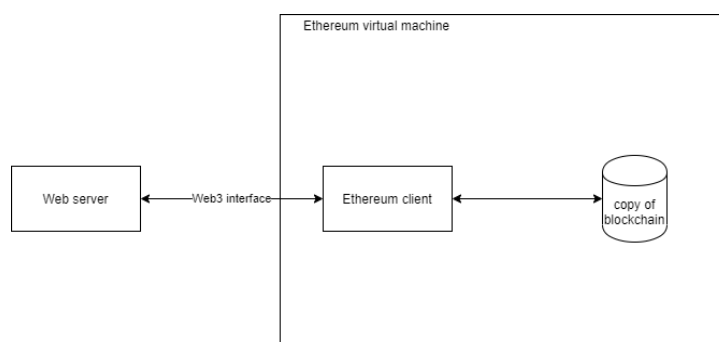 Ethereum virtual machine
Web server
Web3 interface
Ethereum client
copy of
blockchain